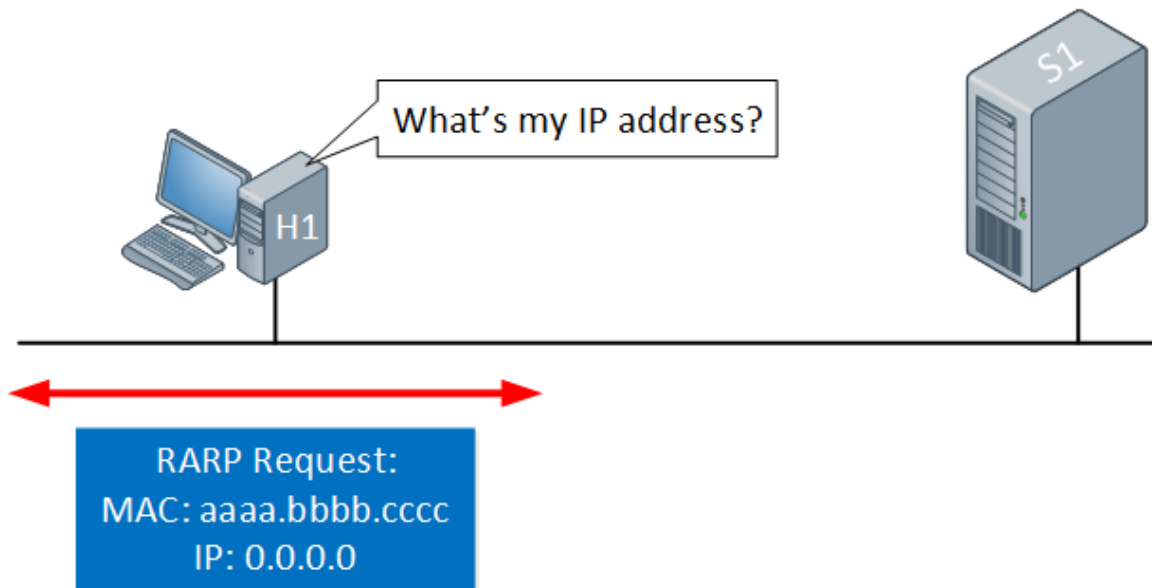 S1
What's my IP address?
H1
RARP Request:
MAC: aaaa.bbbb.cccc
IP: 0.0.0.0